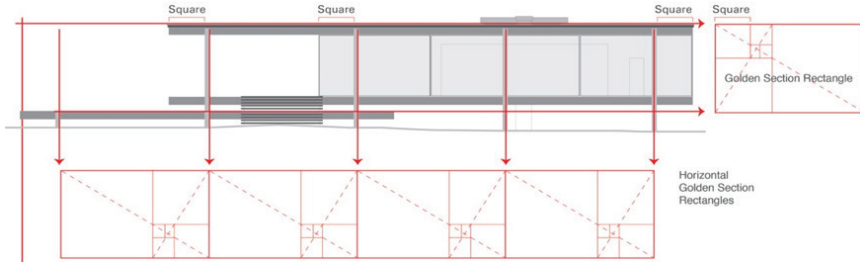 Square
Square
Square
Square
Golden Section Rectangle
Horizontal
Golden Section
Rectangles